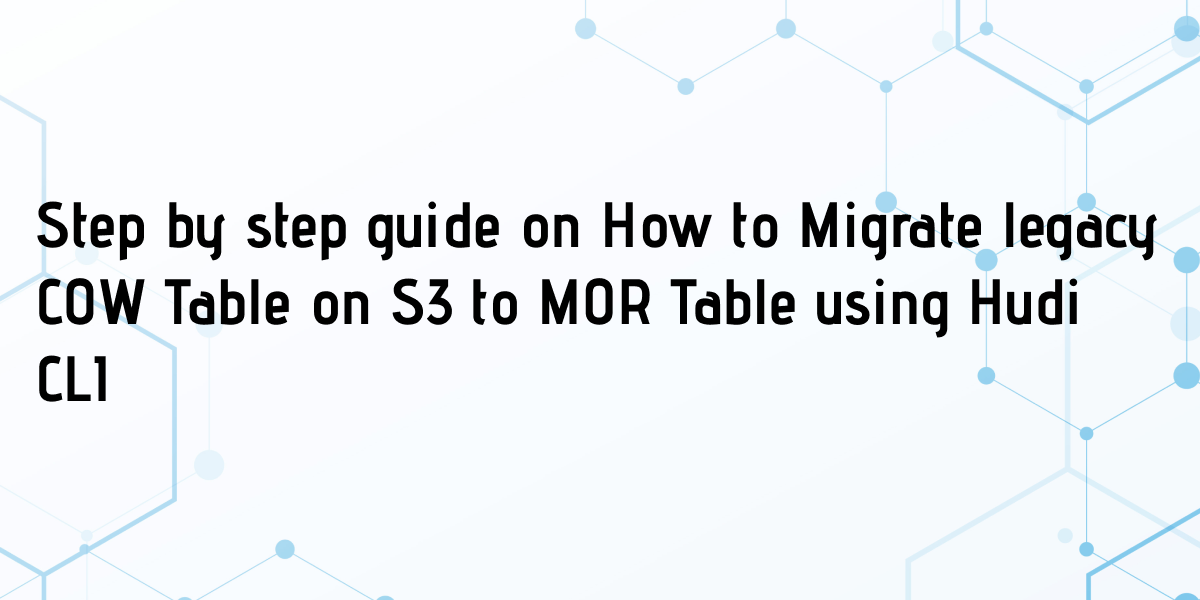 Step by step guide on How to Migrate legacy
COW Table on S3 to MOR Table using Hudi
CLI